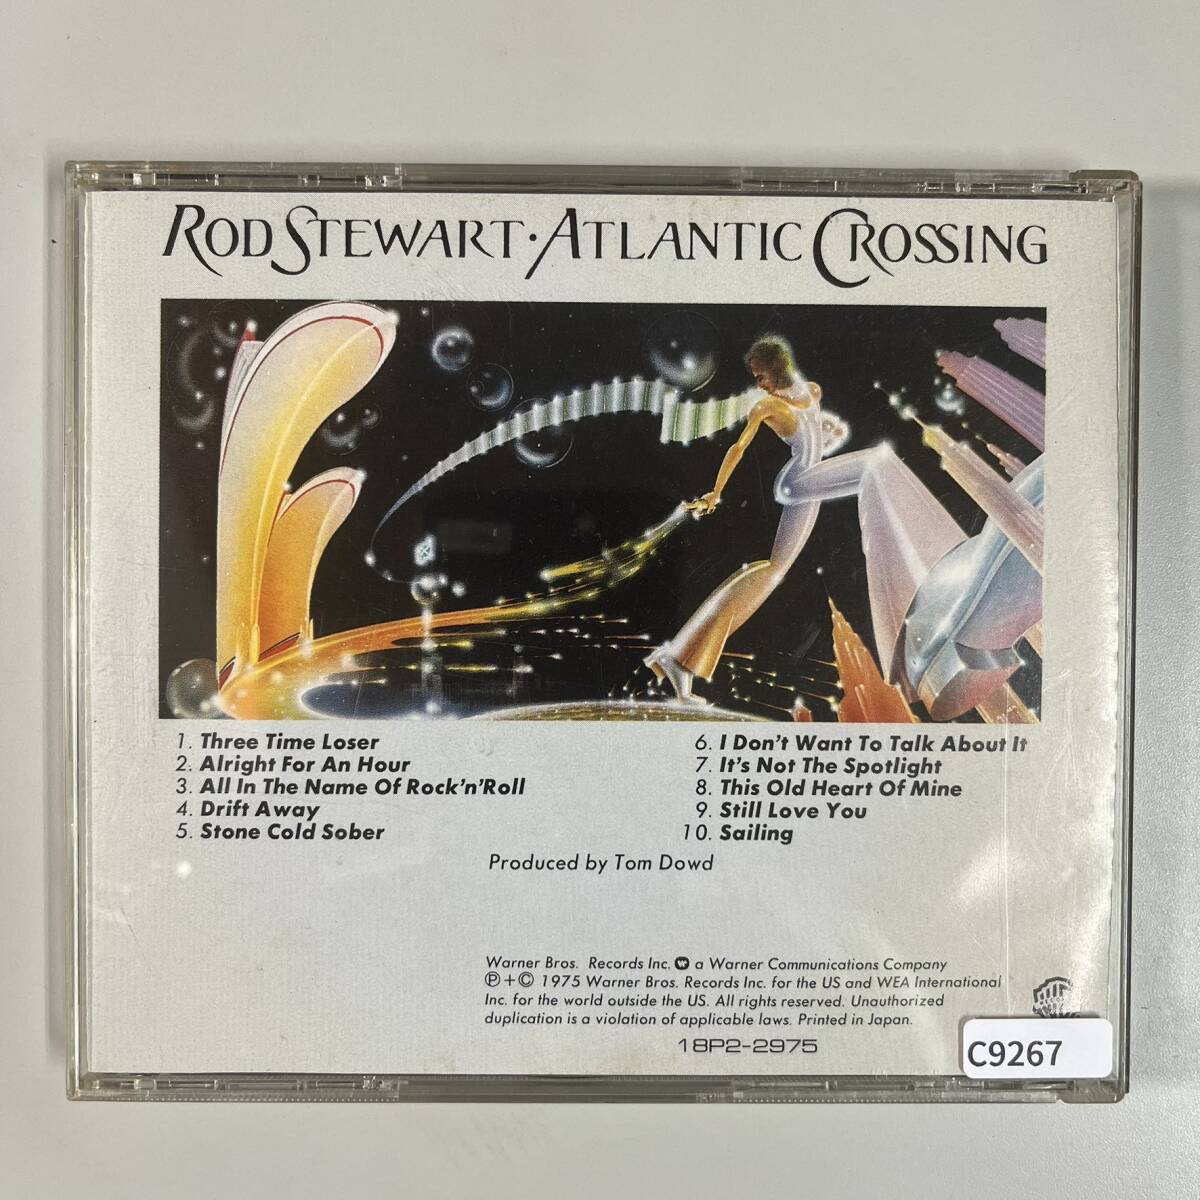 ROD STEWART · ATLANTIC CROSSING
1. Three Time Loser
2. Alright For An Hour
3. All In The Name Of Rock'n'Roll
4. Drift Away
5. Stone Cold Sober
6. I Don't Want To Talk About It
7. It's Not The Spotlight
8. This Old Heart Of Mine
9. Still Love You
10. Sailing
Produced by Tom Dowd
Warner Bros. Records Inc. a Warner Communications Company
℗+© 1975 Warner Bros. Records Inc. for the US and WEA International
Inc. for the world outside the US. All rights reserved. Unauthorized
duplication is a violation of applicable laws. Printed in Japan.
18P2-2975
C9267